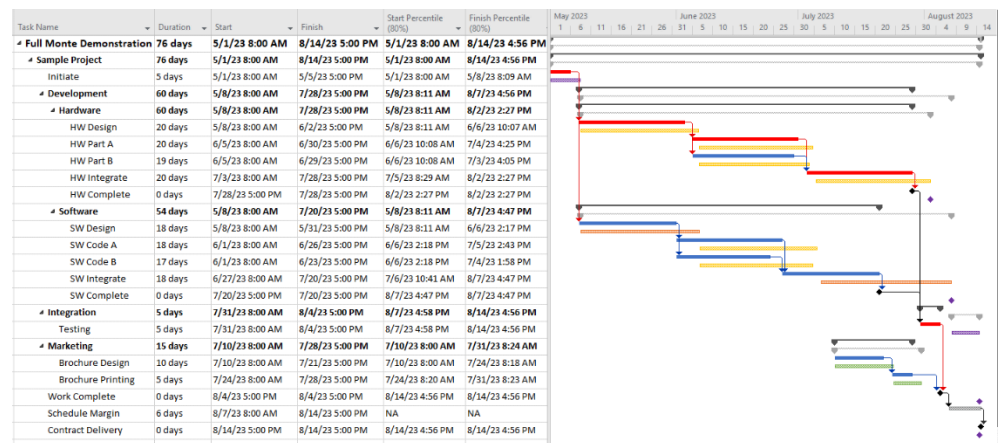 Start Percentile Finish Percentile May 2023 June 2023 July 2023 August 2023
Task Name Duration Start Finish (80%) (80%) 1 6 11 16 21 26 31 5 10 15 20 25 30 5 10 15 20 25 30 4 9 14
Full Monte Demonstration 76 days 5/1/23 8:00 AM 8/14/23 5:00 PM 5/1/23 8:00 AM 8/14/23 4:56 PM
Sample Project 76 days 5/1/23 8:00 AM 8/14/23 5:00 PM 5/1/23 8:00 AM 8/14/23 4:56 PM
Initiate 5 days 5/1/23 8:00 AM 5/5/23 5:00 PM 5/1/23 8:00 AM 5/8/23 8:09 AM
Development 60 days 5/8/23 8:00 AM 7/28/23 5:00 PM 5/8/23 8:11 AM 8/7/23 4:56 PM
Hardware 60 days 5/8/23 8:00 AM 7/28/23 5:00 PM 5/8/23 8:11 AM 8/2/23 2:27 PM
HW Design 20 days 5/8/23 8:00 AM 6/2/23 5:00 PM 5/8/23 8:11 AM 6/6/23 10:07 AM
HW Part A 20 days 6/5/23 8:00 AM 6/30/23 5:00 PM 6/6/23 10:08 AM 7/4/23 4:25 PM
HW Part B 19 days 6/5/23 8:00 AM 6/29/23 5:00 PM 6/6/23 10:08 AM 7/3/23 4:05 PM
HW Integrate 20 days 7/3/23 8:00 AM 7/28/23 5:00 PM 7/5/23 8:29 AM 8/2/23 2:27 PM
HW Complete 0 days 7/28/23 5:00 PM 7/28/23 5:00 PM 8/2/23 2:27 PM 8/2/23 2:27 PM
Software 54 days 5/8/23 8:00 AM 7/20/23 5:00 PM 5/8/23 8:11 AM 8/7/23 4:47 PM
SW Design 18 days 5/8/23 8:00 AM 5/31/23 5:00 PM 5/8/23 8:11 AM 6/6/23 2:17 PM
SW Code A 18 days 6/1/23 8:00 AM 6/26/23 5:00 PM 6/6/23 2:18 PM 7/5/23 2:43 PM
SW Code B 17 days 6/1/23 8:00 AM 6/23/23 5:00 PM 6/6/23 2:18 PM 7/4/23 1:58 PM
SW Integrate 18 days 6/27/23 8:00 AM 7/20/23 5:00 PM 7/6/23 10:41 AM 8/7/23 4:47 PM
SW Complete 0 days 7/20/23 5:00 PM 7/20/23 5:00 PM 8/7/23 4:47 PM 8/7/23 4:47 PM
Integration 5 days 7/31/23 8:00 AM 8/4/23 5:00 PM 8/7/23 4:58 PM 8/14/23 4:56 PM
Testing 5 days 7/31/23 8:00 AM 8/4/23 5:00 PM 8/7/23 4:58 PM 8/14/23 4:56 PM
Marketing 15 days 7/10/23 8:00 AM 7/28/23 5:00 PM 7/10/23 8:00 AM 7/31/23 8:24 AM
Brochure Design 10 days 7/10/23 8:00 AM 7/21/23 5:00 PM 7/10/23 8:00 AM 7/24/23 8:18 AM
Brochure Printing 5 days 7/24/23 8:00 AM 7/28/23 5:00 PM 7/24/23 8:20 AM 7/31/23 8:23 AM
Work Complete 0 days 8/4/23 5:00 PM 8/4/23 5:00 PM 8/14/23 4:56 PM 8/14/23 4:56 PM
Schedule Margin 6 days 8/7/23 8:00 AM 8/14/23 5:00 PM NA NA
Contract Delivery 0 days 8/14/23 5:00 PM 8/14/23 5:00 PM 8/14/23 4:56 PM 8/14/23 4:56 PM